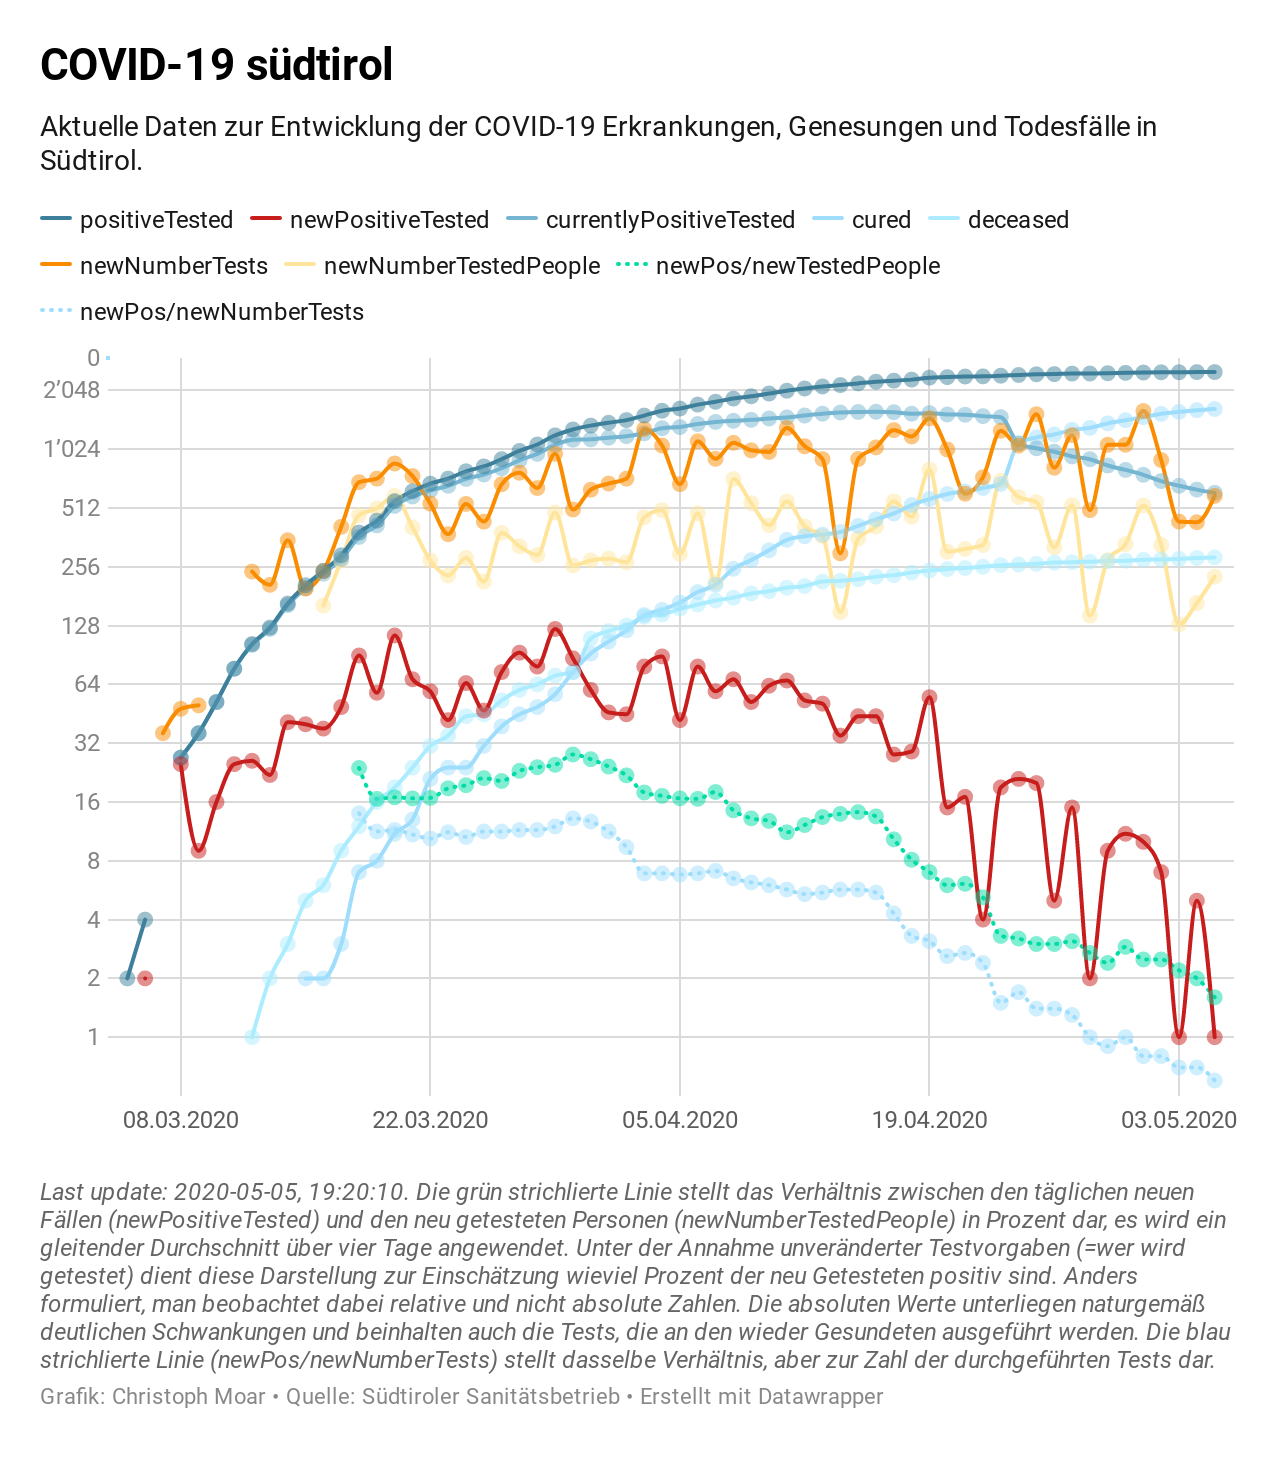 COVID-19 südtirol
Aktuelle Daten zur Entwicklung der COVID-19 Erkrankungen, Genesungen und Todesfälle in
Südtirol.
positiveTested newPositiveTested currentlyPositiveTested cured deceased
newNumberTests newNumberTestedPeople newPos/newTestedPeople
newPos/newNumberTests
0
2’048
1’024
512
256
128
64
32
16
8
4
2
1
08.03.2020 22.03.2020 05.04.2020 19.04.2020 03.05.2020
Last update: 2020-05-05, 19:20:10. Die grün strichlierte Linie stellt das Verhältnis zwischen den täglichen neuen
Fällen (newPositiveTested) und den neu getesteten Personen (newNumberTestedPeople) in Prozent dar, es wird ein
gleitender Durchschnitt über vier Tage angewendet. Unter der Annahme unveränderter Testvorgaben (=wer wird
getestet) dient diese Darstellung zur Einschätzung wieviel Prozent der neu Getesteten positiv sind. Anders
formuliert, man beobachtet dabei relative und nicht absolute Zahlen. Die absoluten Werte unterliegen naturgemäß
deutlichen Schwankungen und beinhalten auch die Tests, die an den wieder Gesundeten ausgeführt werden. Die blau
strichlierte Linie (newPos/newNumberTests) stellt dasselbe Verhältnis, aber zur Zahl der durchgeführten Tests dar.
Grafik: Christoph Moar • Quelle: Südtiroler Sanitätsbetrieb • Erstellt mit Datawrapper